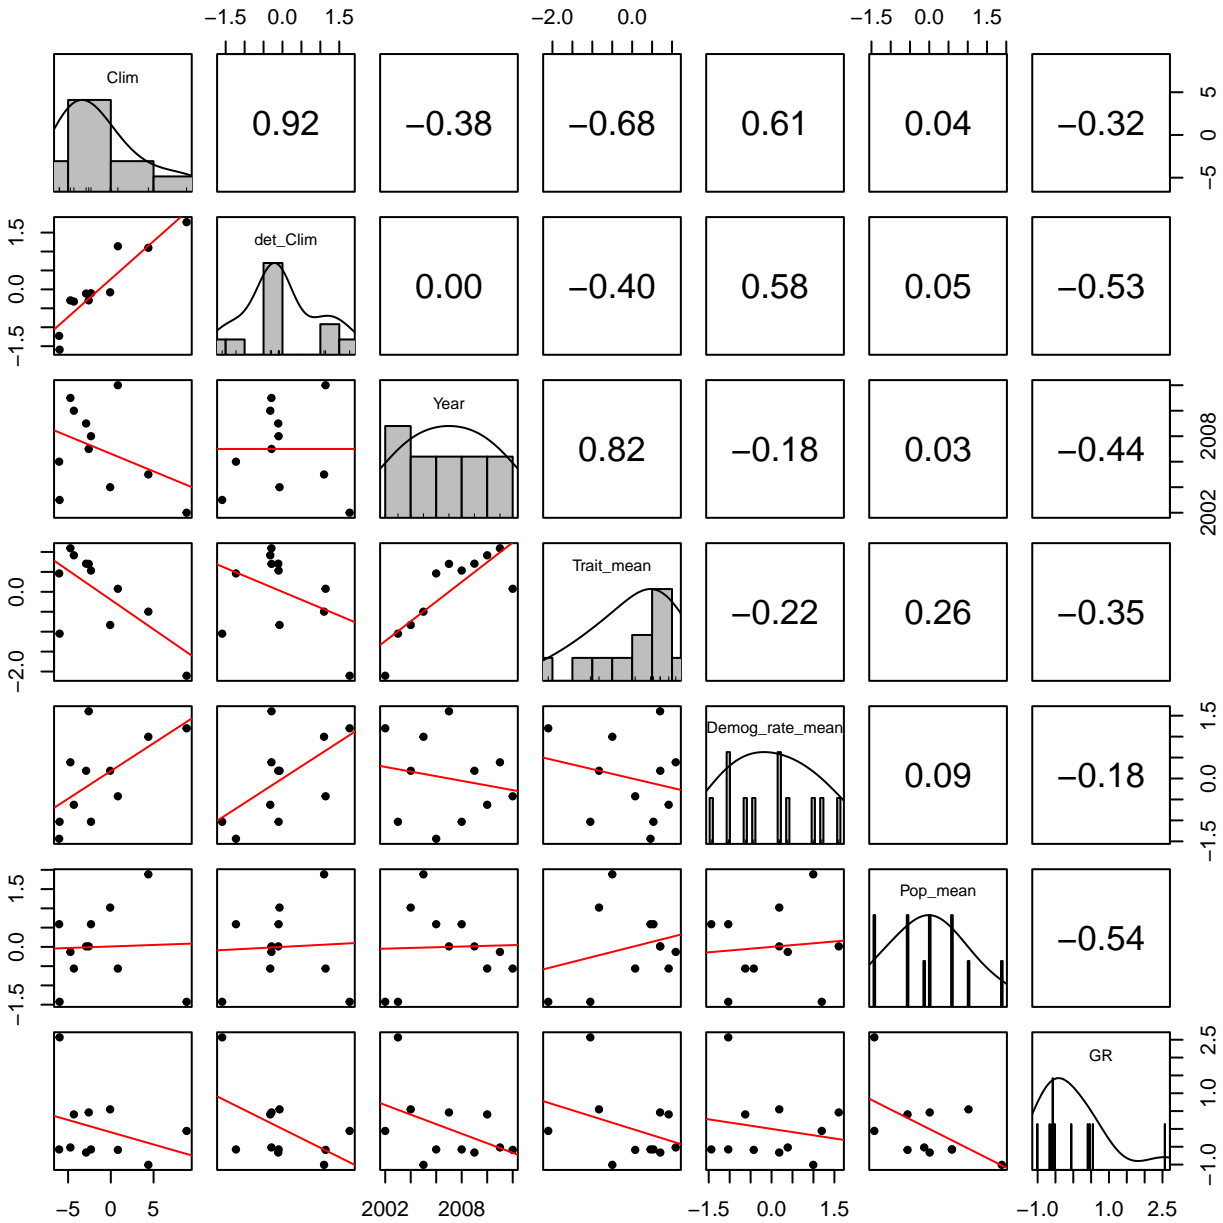 −1.5 0.0 1.5 −2.0 0.0 −1.5 0.0 1.5
Clim 0.92 −0.38 −0.68 0.61 0.04 −0.32 −5 0 5
−1.5 0.0 1.5 det_Clim 0.00 −0.40 0.58 0.05 −0.53
Year 0.82 −0.18 0.03 −0.44 2002 2008
−2.0 0.0 Trait_mean −0.22 0.26 −0.35
Demog_rate_mean 0.09 −0.18 −1.5 0.0 1.5
−1.5 0.0 1.5 Pop_mean −0.54
GR −1.0 1.0 2.5
−5 0 5 2002 2008 −1.5 0.0 1.5 −1.0 1.0 2.5